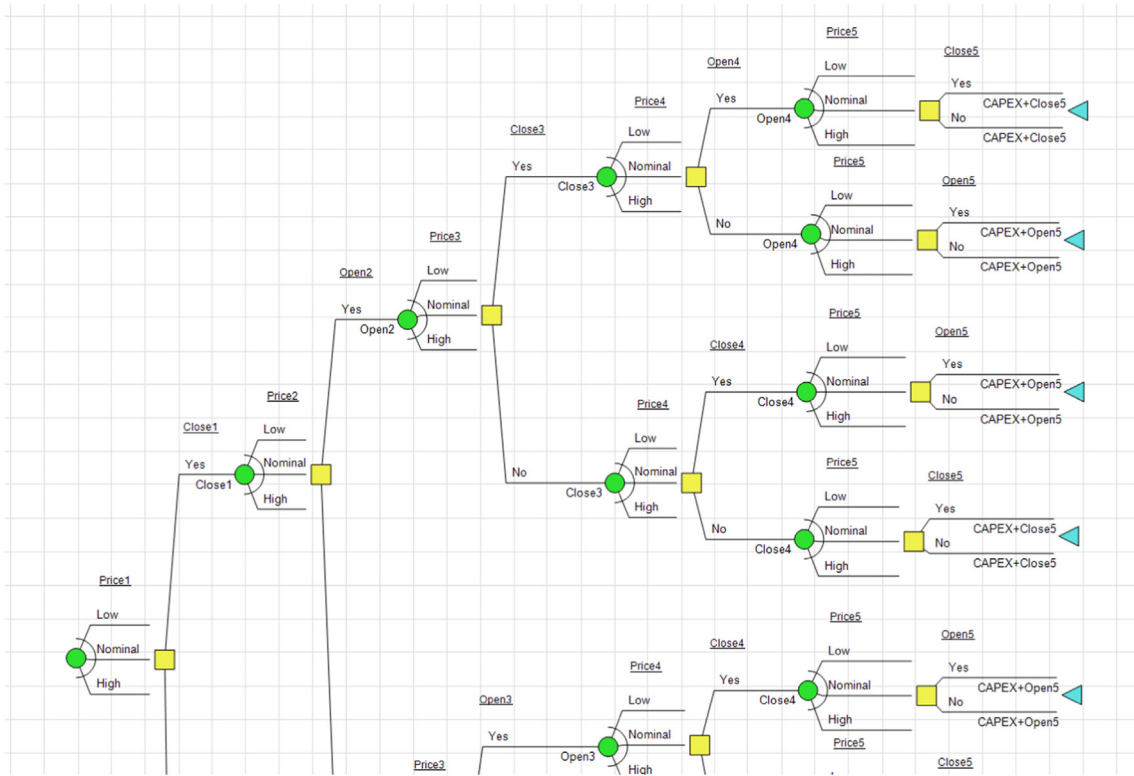 Price5
Close5
Low
Open4
Yes
Price4
Yes
Nominal
CAPEX+Close5
No
Low
Open4
Close3
High
CAPEX+Close5
Yes
Nominal
Price5
Close3
High
Open5
Low
Yes
No
Nominal
CAPEX+Open5
Price3
Open4
No
High
CAPEX+Open5
Open2
Low
Yes
Nominal
Price5
Open2
High
Open5
Close4
Low
Yes
Yes
Nominal
CAPEX+Open5
Price2
Price4
Close4
No
High
CAPEX+Open5
Close1
Low
Low
Yes
Nominal
No
Nominal
Price5
Close1
Close3
Close5
High
High
Low
Yes
No
Nominal
CAPEX+Close5
No
Close4
High
CAPEX+Close5
Price1
Low
Price5
Open5
Close4
Nominal
Low
Price4
Yes
High
Yes
Nominal
CAPEX+Open5
Open3
Low
Close4
No
High
CAPEX+Open5
Yes
Nominal
Price5
Open3
Price3
High
Close5